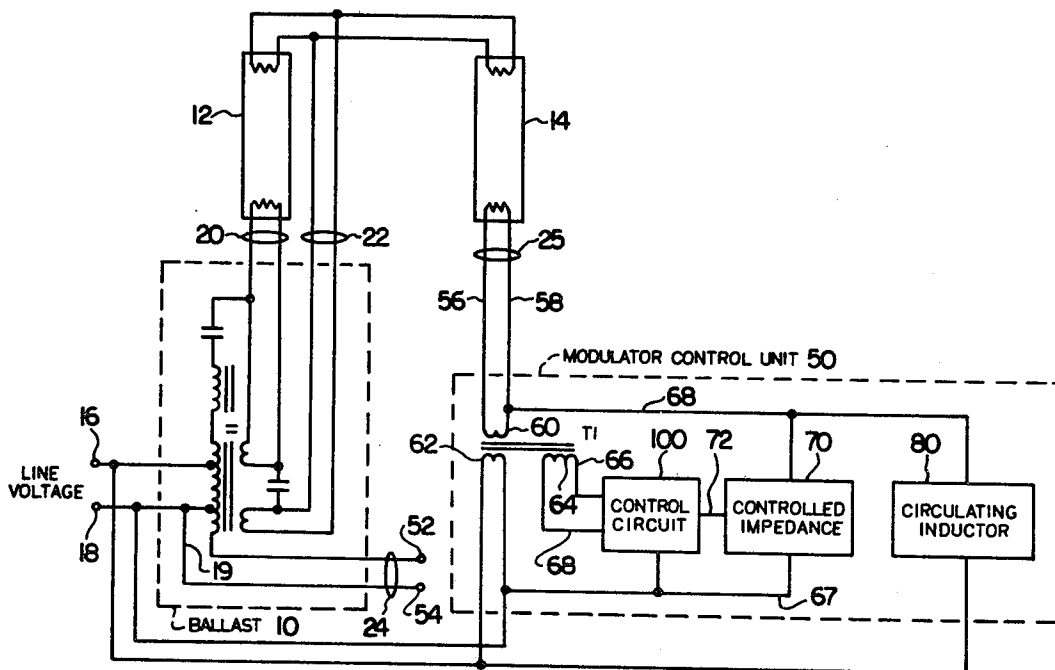 12
14
20
22
25
56
58
MODULATOR CONTROL UNIT 50
68
16
60
T1
62
66
100
72
70
80
LINE
VOLTAGE
64
CONTROL
CIRCUIT
CONTROLLED
IMPEDANCE
CIRCULATING
INDUCTOR
18
52
68
19
67
54
BALLAST 10
24